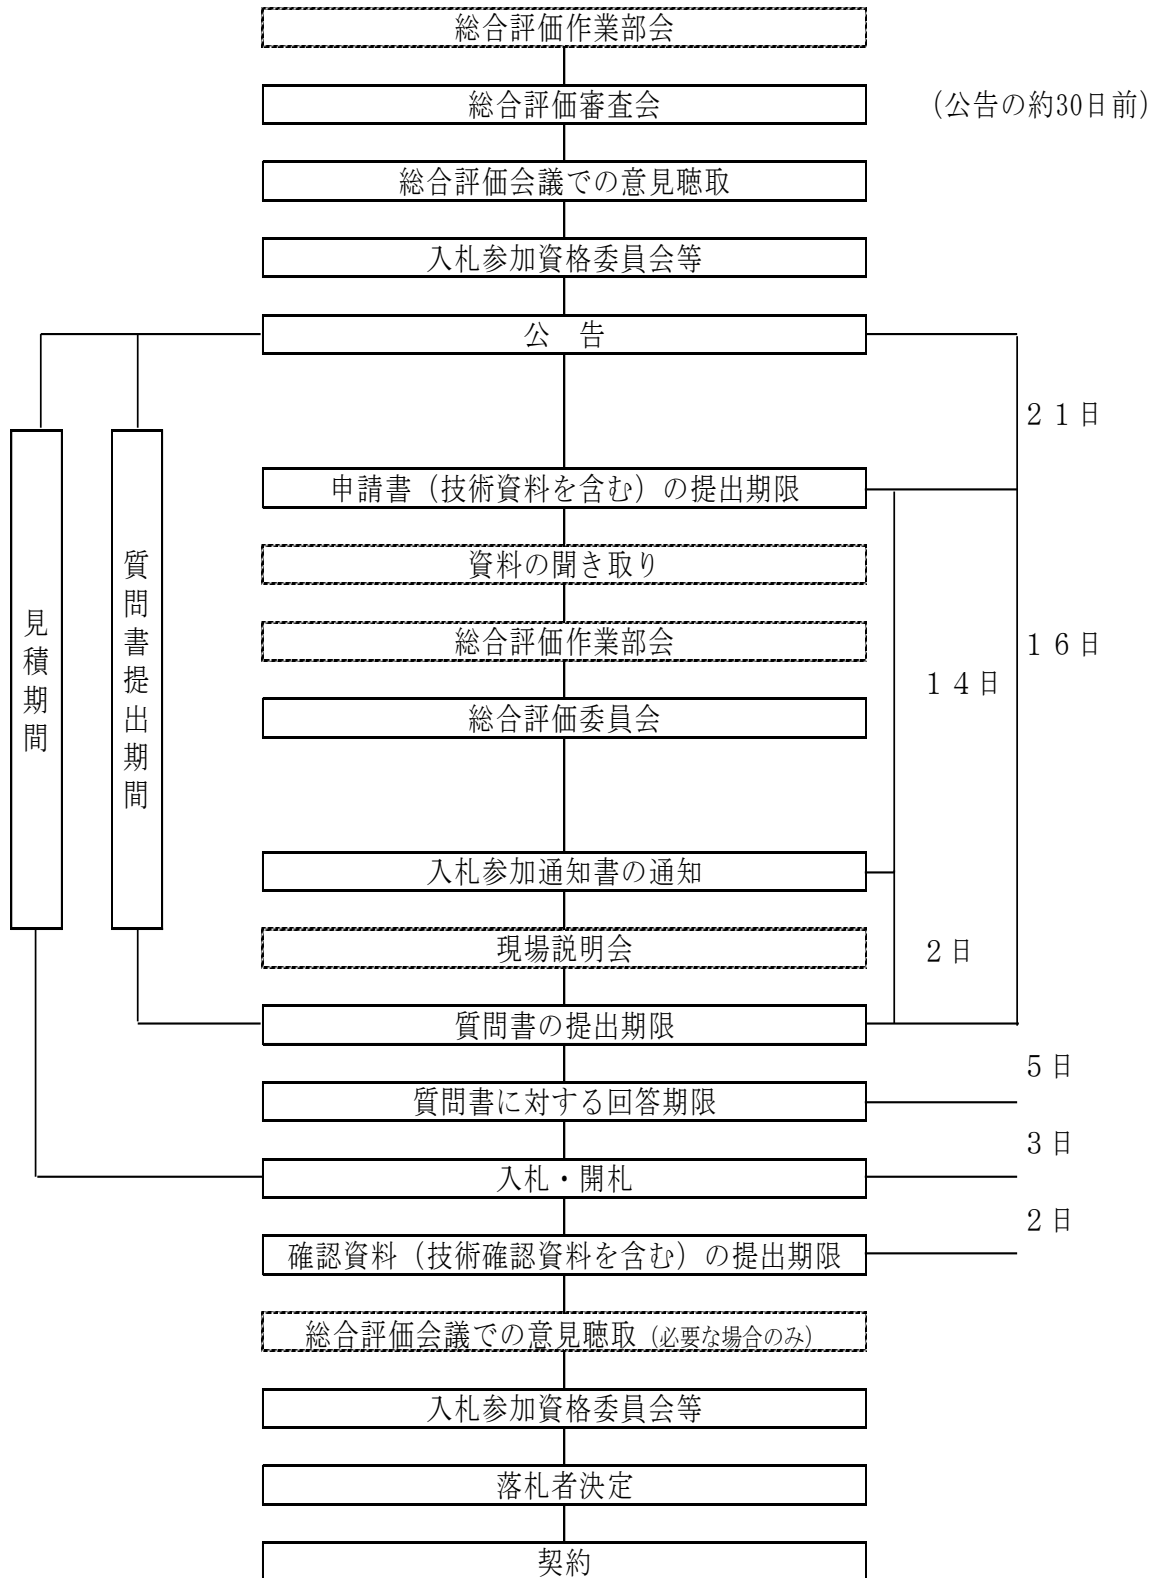 総合評価作業部会
総合評価審査会
(公告の約30日前)
総合評価会議での意見聴取
入札参加資格委員会等
公　告
２１日
申請書（技術資料を含む）の提出期限
資料の聞き取り
見積期間
質問書提出期間
総合評価作業部会
１６日
１４日
総合評価委員会
入札参加通知書の通知
現場説明会
２日
質問書の提出期限
５日
質問書に対する回答期限
３日
入札・開札
２日
確認資料（技術確認資料を含む）の提出期限
総合評価会議での意見聴取（必要な場合のみ）
入札参加資格委員会等
落札者決定
契約